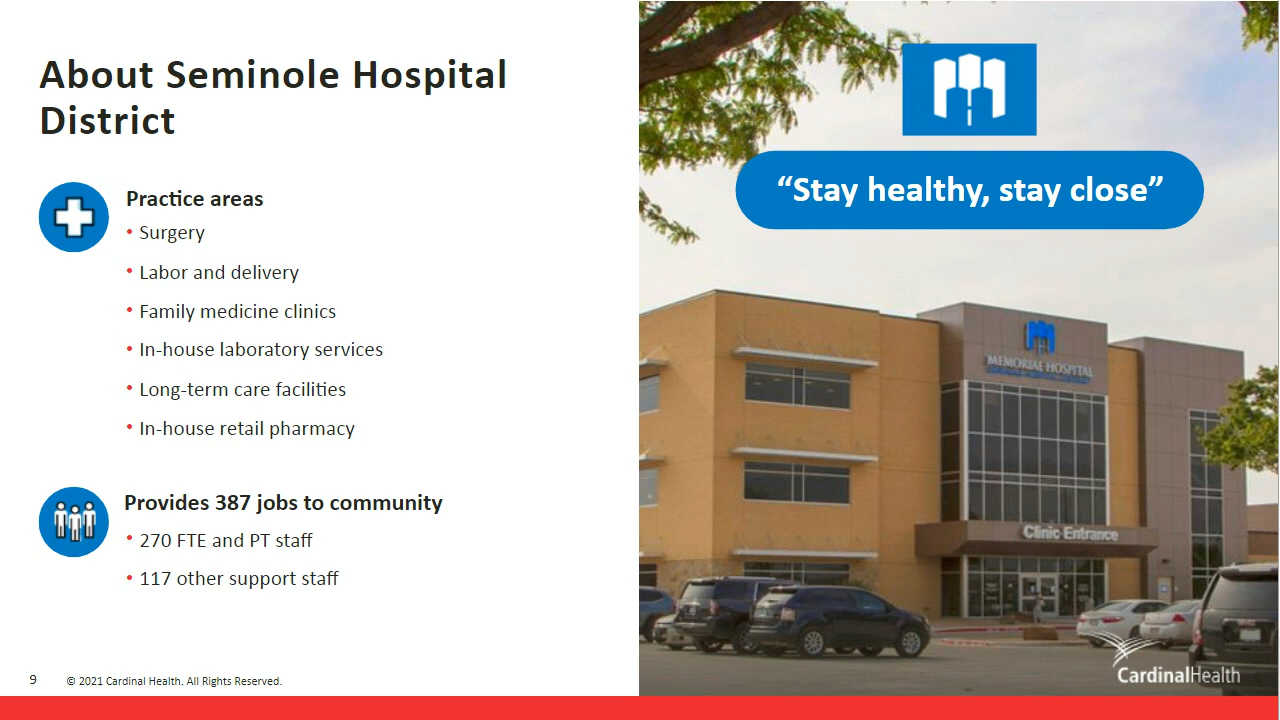 About Seminole Hospital
District
Practice areas
• Surgery
• Labor and delivery
• Family medicine clinics
• In-house laboratory services
• Long-term care facilities
• In-house retail pharmacy
Provides 387 jobs to community
• 270 FTE and PT staff
• 117 other support staff
9
© 2021 Cardinal Health. All Rights Reserved.
“Stay healthy, stay close”
MEMORIAL HOSPITAL
Clinic Entrance
CardinalHealth